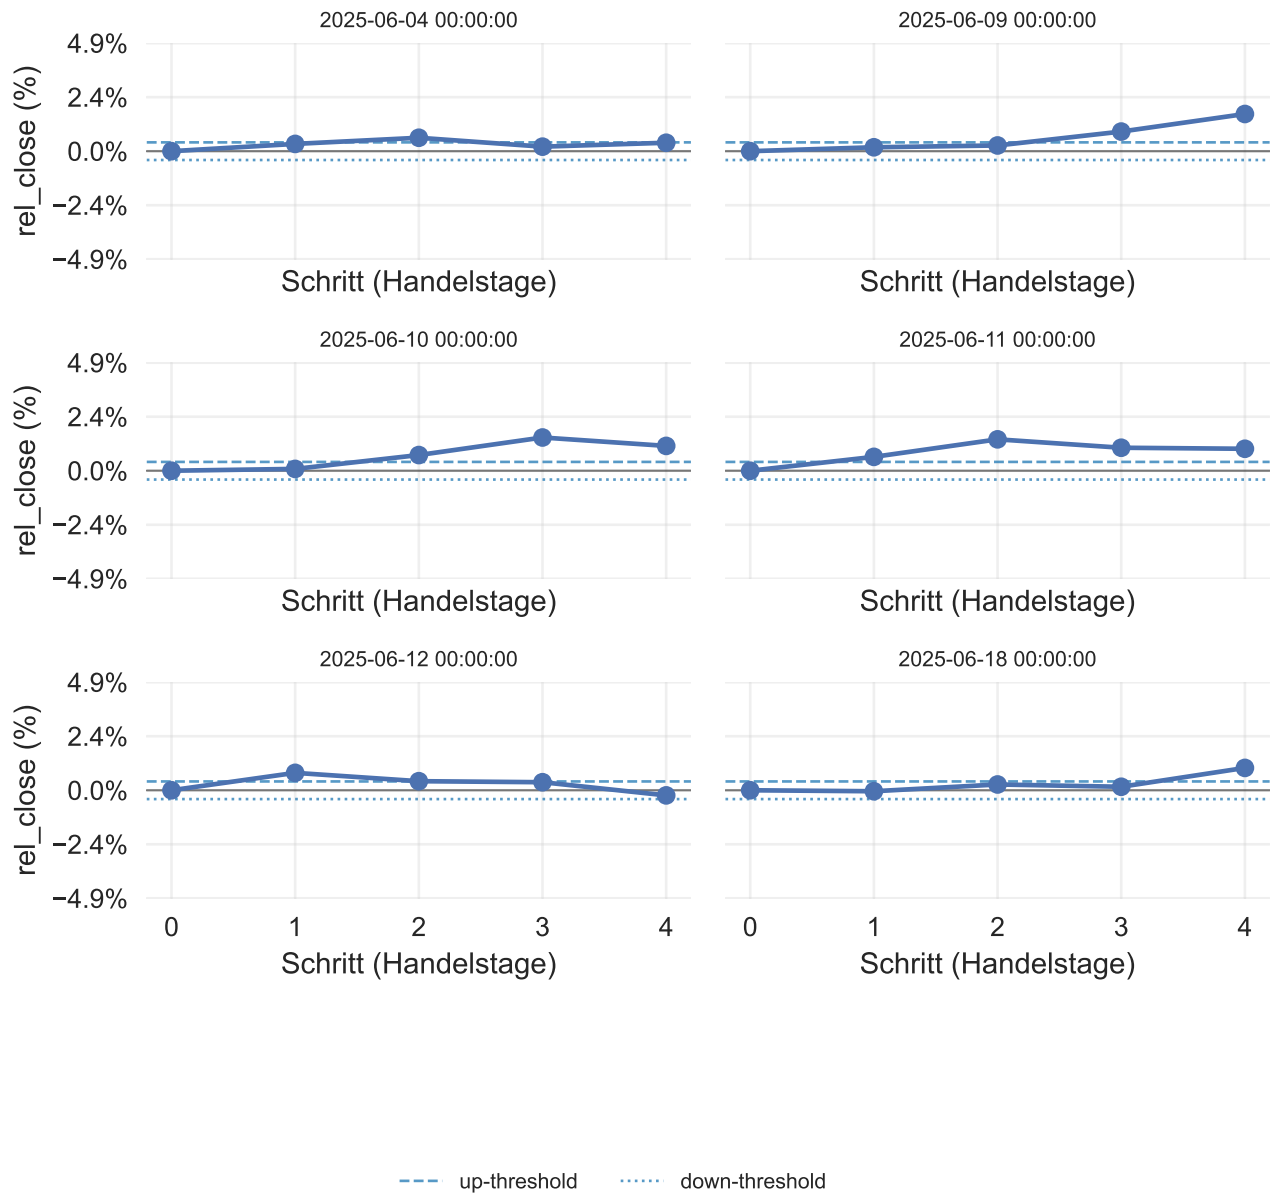 2025-06-04 00:00:00
2025-06-09 00:00:00
4.9%
2.4%
0.0%
−2.4%
−4.9%
rel_close (%)
Schritt (Handelstage)
Schritt (Handelstage)
2025-06-10 00:00:00
2025-06-11 00:00:00
4.9%
2.4%
0.0%
−2.4%
−4.9%
rel_close (%)
Schritt (Handelstage)
Schritt (Handelstage)
2025-06-12 00:00:00
2025-06-18 00:00:00
4.9%
2.4%
0.0%
−2.4%
−4.9%
rel_close (%)
0 1 2 3 4
0 1 2 3 4
Schritt (Handelstage)
Schritt (Handelstage)
up-threshold
down-threshold